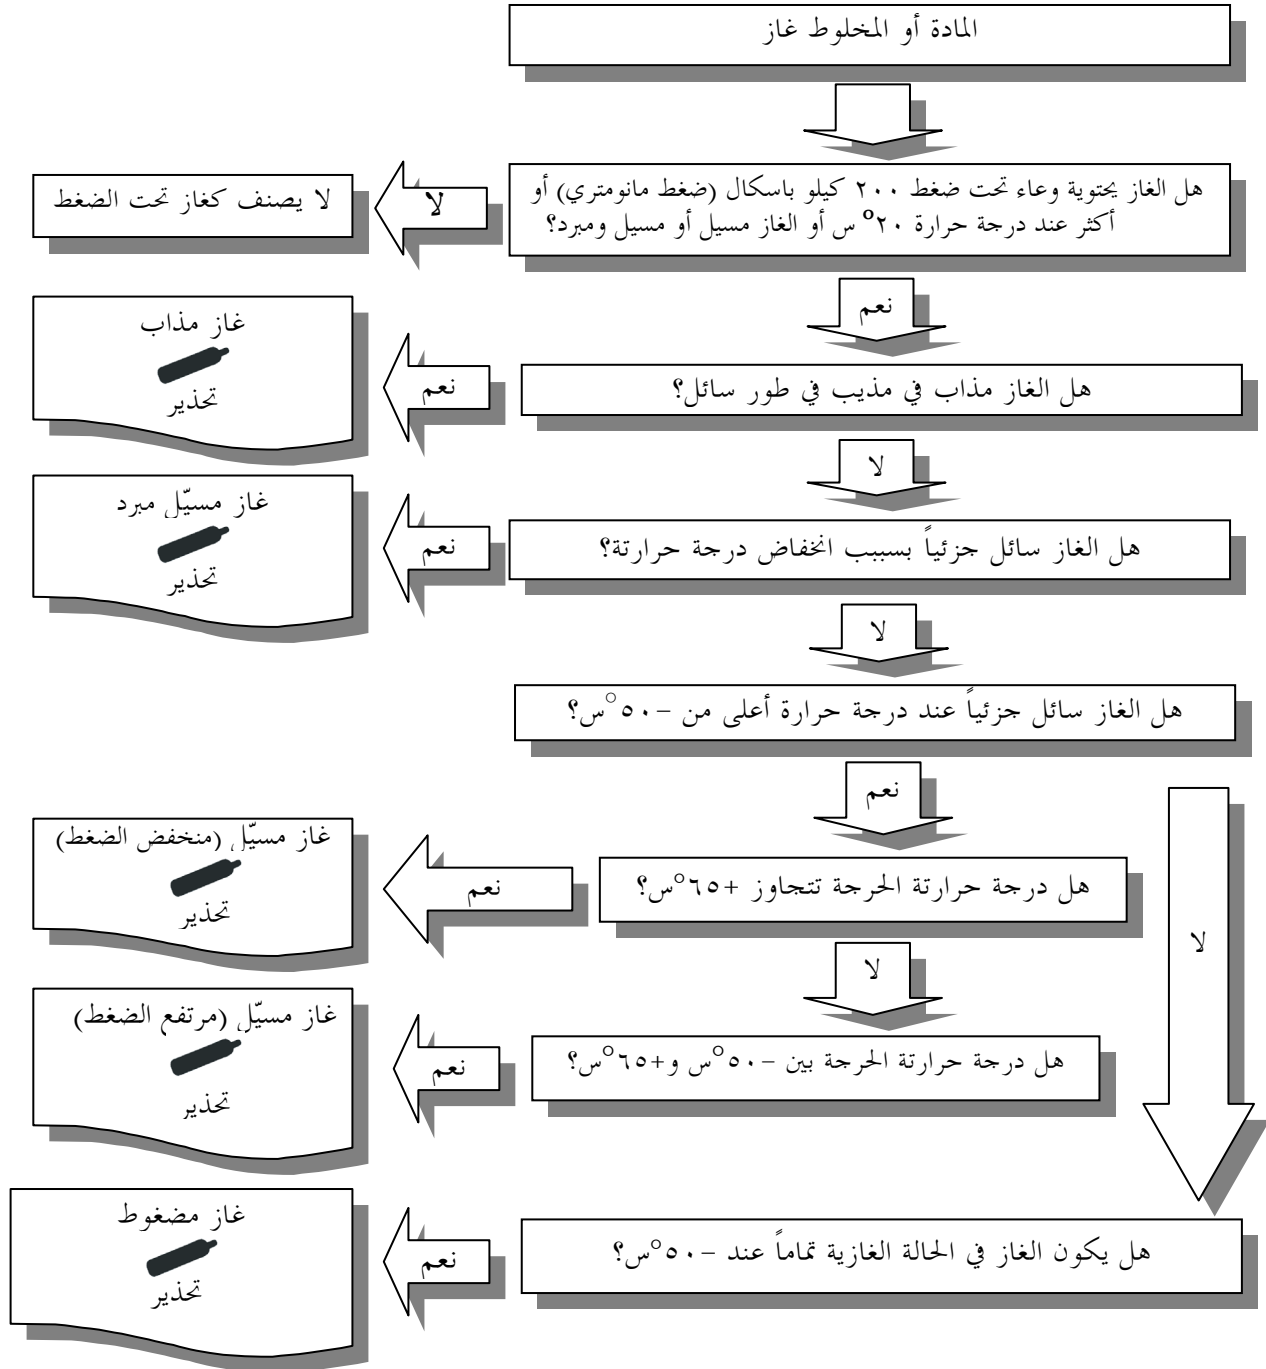 المادة أو المخلوط غاز
هل الغاز يحتوية وعاء تحت ضغط ٢٠٠ كيلو باسكال (ضغط مانومتري) أو
أكثر عند درجة حرارة ٢٠° س أو الغاز مسيل أو مسيل ومبرد؟
لا
لا يصنف كغاز تحت الضغط
نعم
هل الغاز مذاب في مذيب في طور سائل؟
نعم
غاز مذاب
تحذير
لا
هل الغاز سائل جزئياً بسببب انخفاض درجة حرارتة؟
نعم
غاز مسيّل مبرد
تحذير
لا
هل الغاز سائل جزئياً عند درجة حرارة أعلى من –٥٠°س؟
نعم
هل درجة حرارتة الحرجة تتجاوز +٦٥°س؟
نعم
غاز مسيّل (منخفض الضغط)
تحذير
لا
لا
هل درجة حرارتة الحرجة بين –٥٠°س و+٦٥°س؟
نعم
غاز مسيّل (مرتفع الضغط)
تحذير
هل يكون الغاز في الحالة الغازية تماماً عند –٥٠°س؟
نعم
غاز مضغوط
تحذير